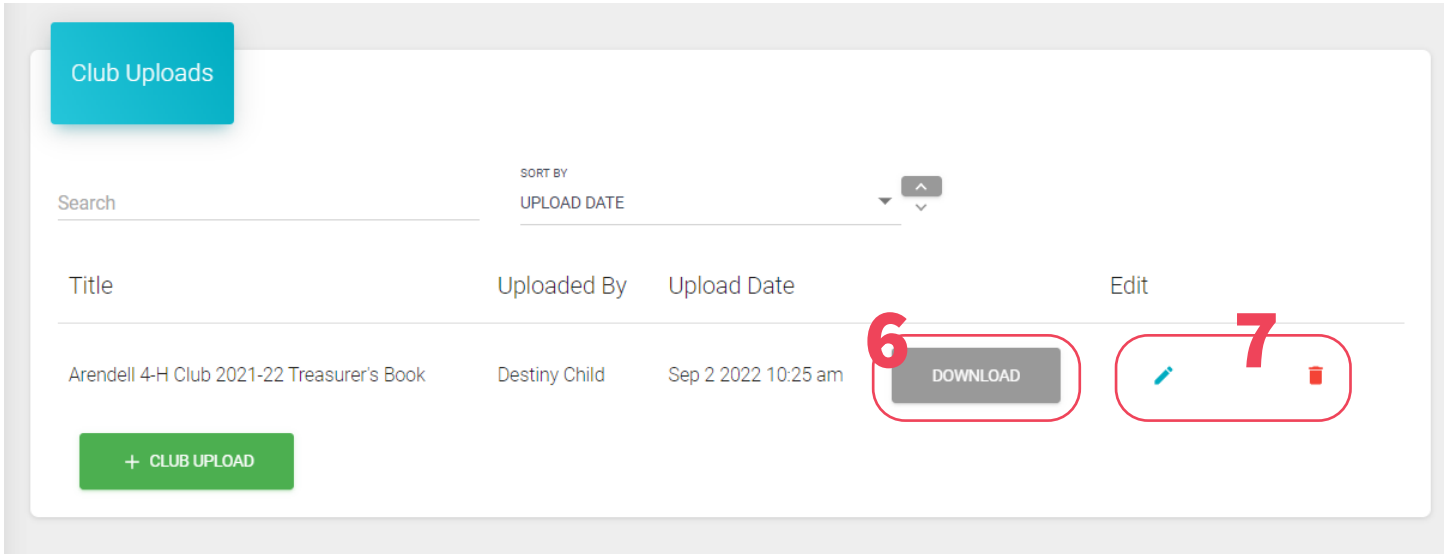 Club Uploads
SORT BY
Search
UPLOAD DATE
Title Uploaded By Upload Date Edit
6 7
Arendell 4-H Club 2021-22 Treasurer's Book Destiny Child Sep 2 2022 10:25 am DOWNLOAD
+ CLUB UPLOAD